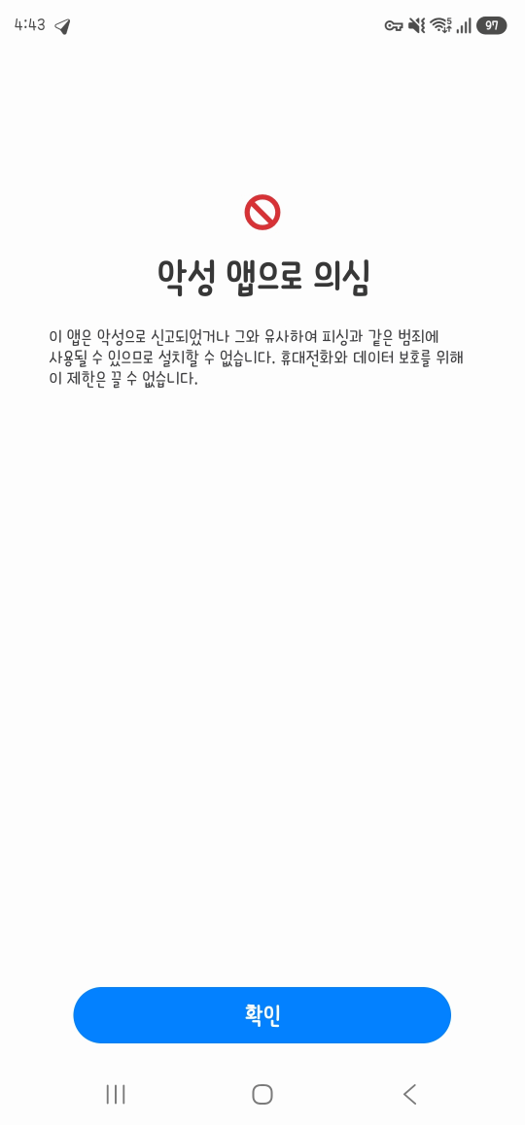 4:43
5
97
악성 앱으로 의심
이 앱은 악성으로 신고되었거나 그와 유사하여 피싱과 같은 범죄에
사용될 수 있으므로 설치할 수 없습니다. 휴대전화와 데이터 보호를 위해
이 제한은 끌 수 없습니다.
확인